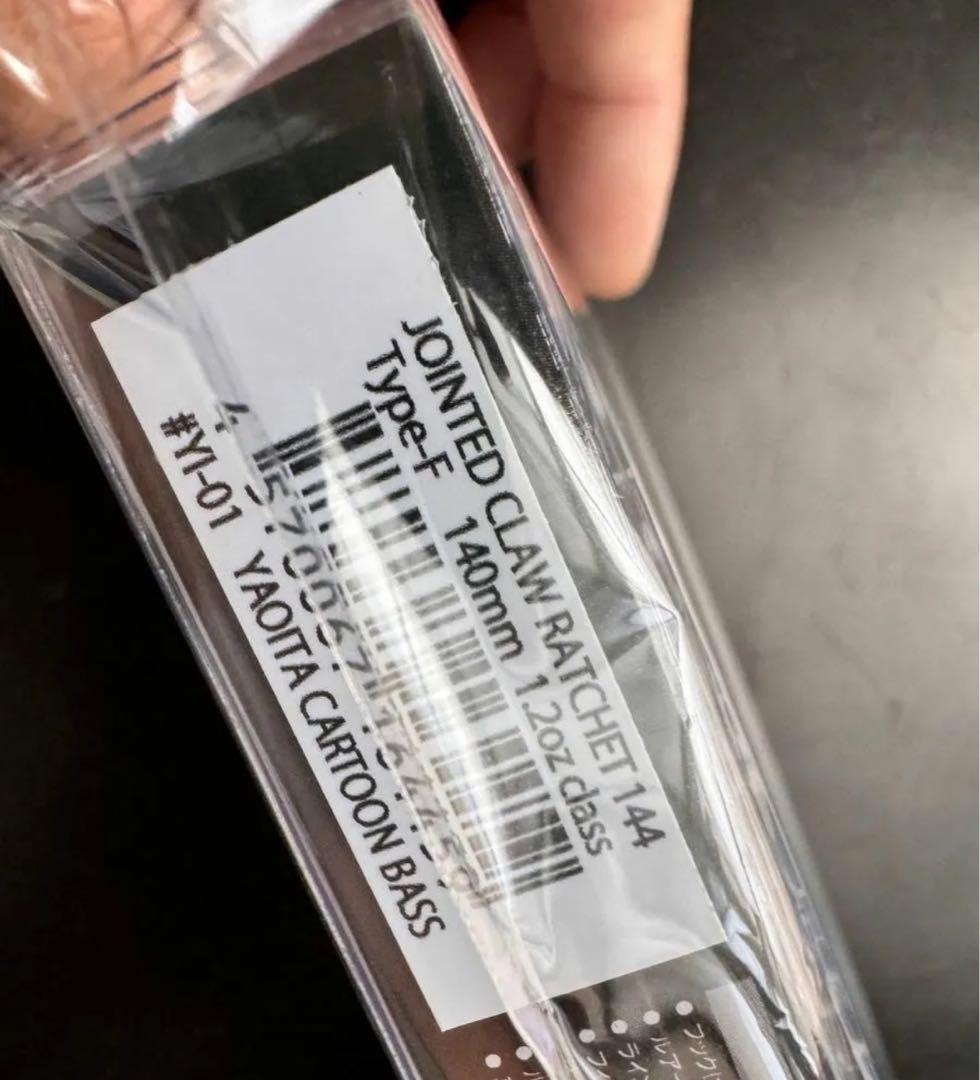 JOINTED CLAW RATCHET 144
Type-F 140mm 1.2oz class
#YI-01 YAOITA CARTOON BASS